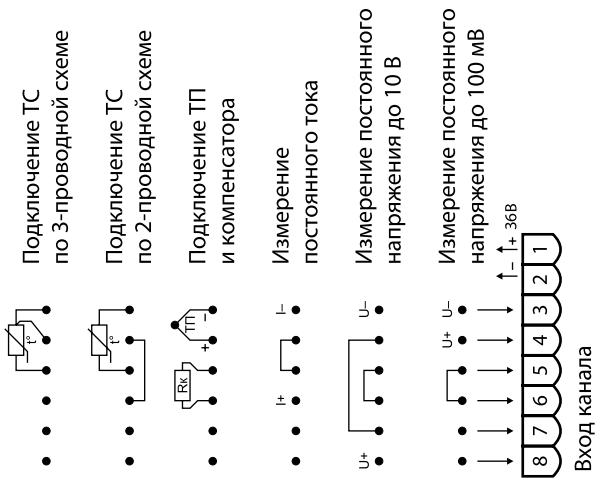 Подключение ТС
по 3-проводной схеме
t°
Подключение ТС
по 2-проводной схеме
t°
Подключение ТП
и компенсатора
ТП
– +
Rк
Измерение
постоянного тока
I– I+
Измерение постоянного
напряжения до 10 В
U– U+
Измерение постоянного
напряжения до 100 мВ
U– U+
– + 36В
8 7 6 5 4 3 2 1
Вход канала